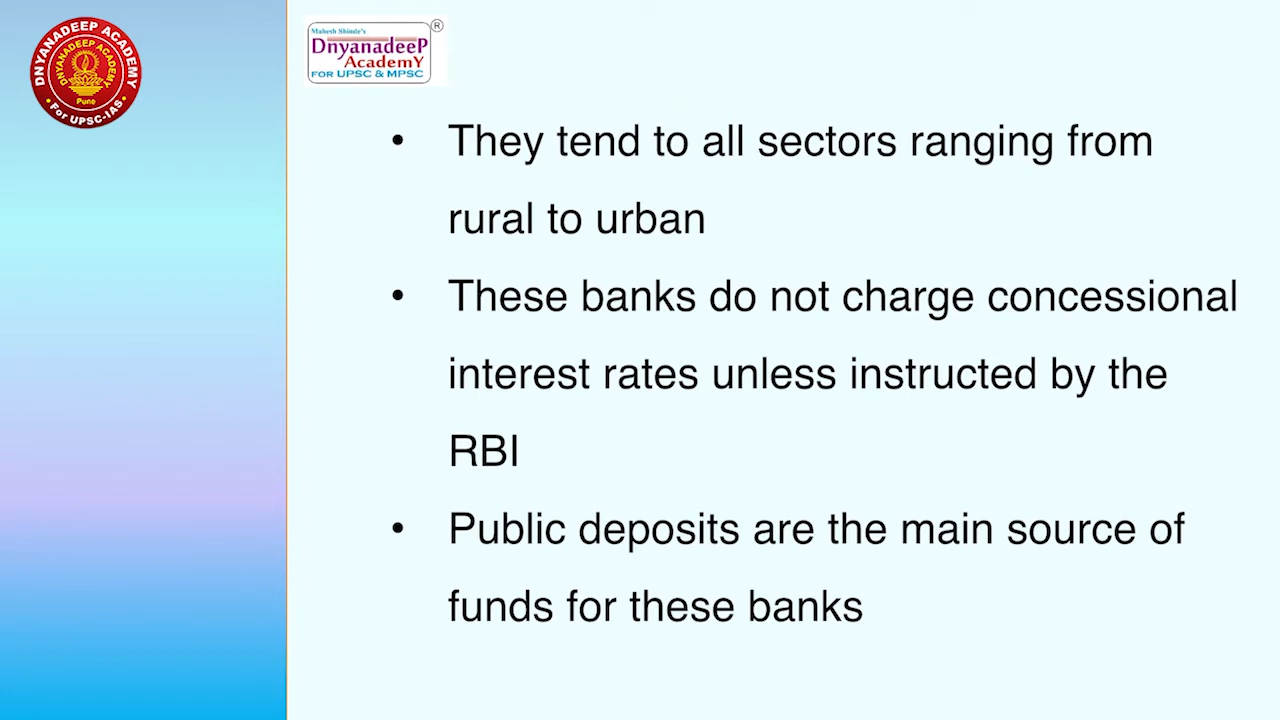 DNYANADEEP ACADEMY
DNYANADEEP ACADEMY
Pune
• For UPSC-IAS •
Mahesh Shinde's
DnyanadeeP
AcademY
FOR UPSC & MPSC
®
• They tend to all sectors ranging from
rural to urban
• These banks do not charge concessional
interest rates unless instructed by the
RBI
• Public deposits are the main source of
funds for these banks